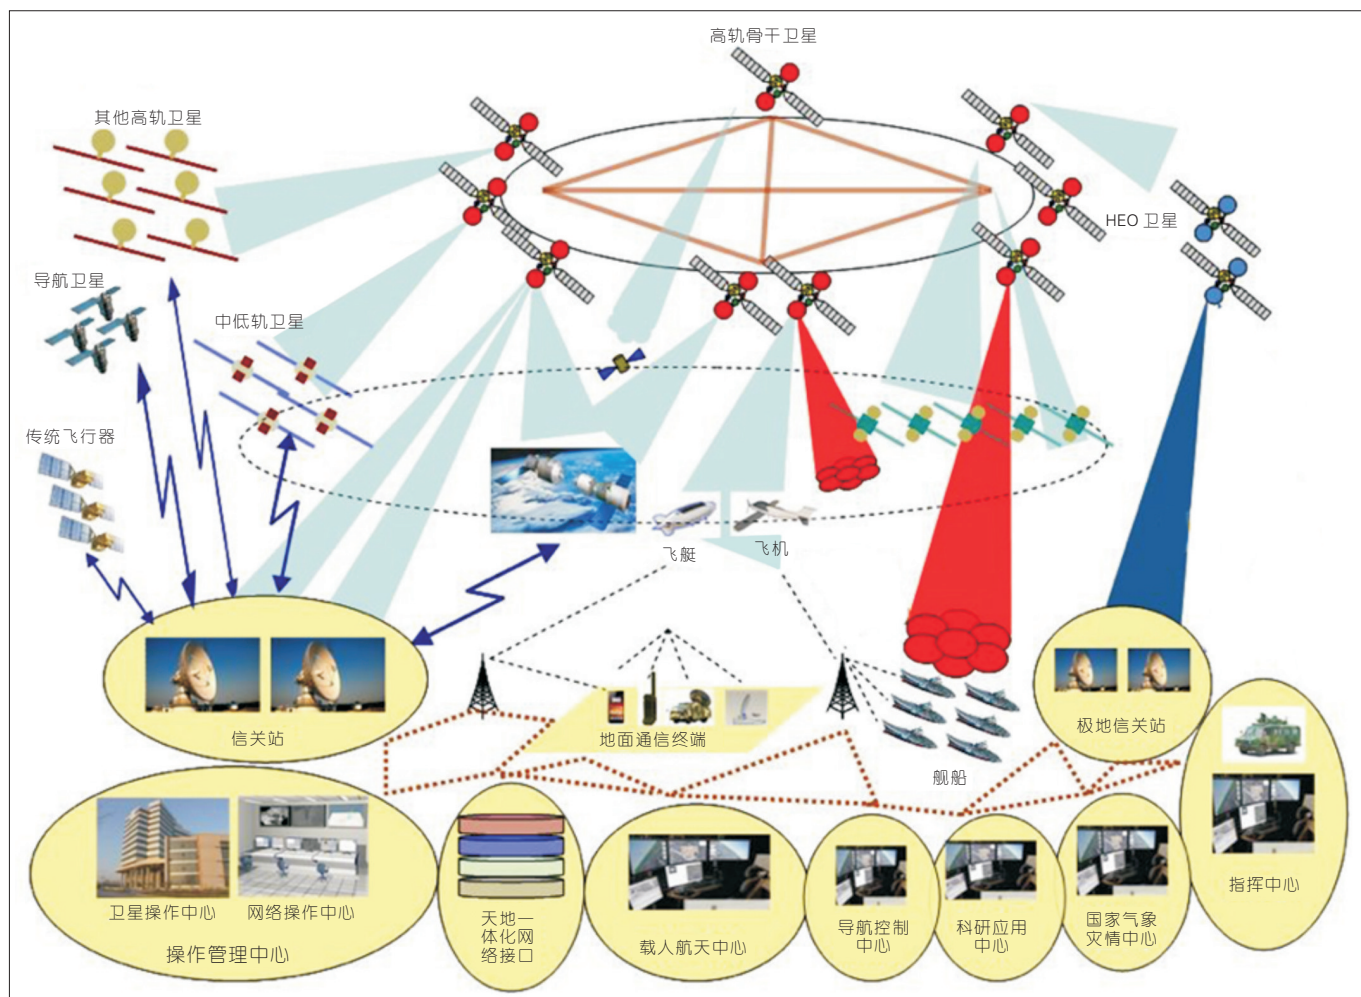 高轨骨干卫星
其他高轨卫星
HEO 卫星
导航卫星
中低轨卫星
传统飞行器
飞艇
飞机
信关站
地面通信终端
舰船
极地信关站
卫星操作中心
网络操作中心
操作管理中心
天地一
体化网
络接口
载人航天中心
导航控制
中心
科研应用
中心
国家气象
灾情中心
指挥中心